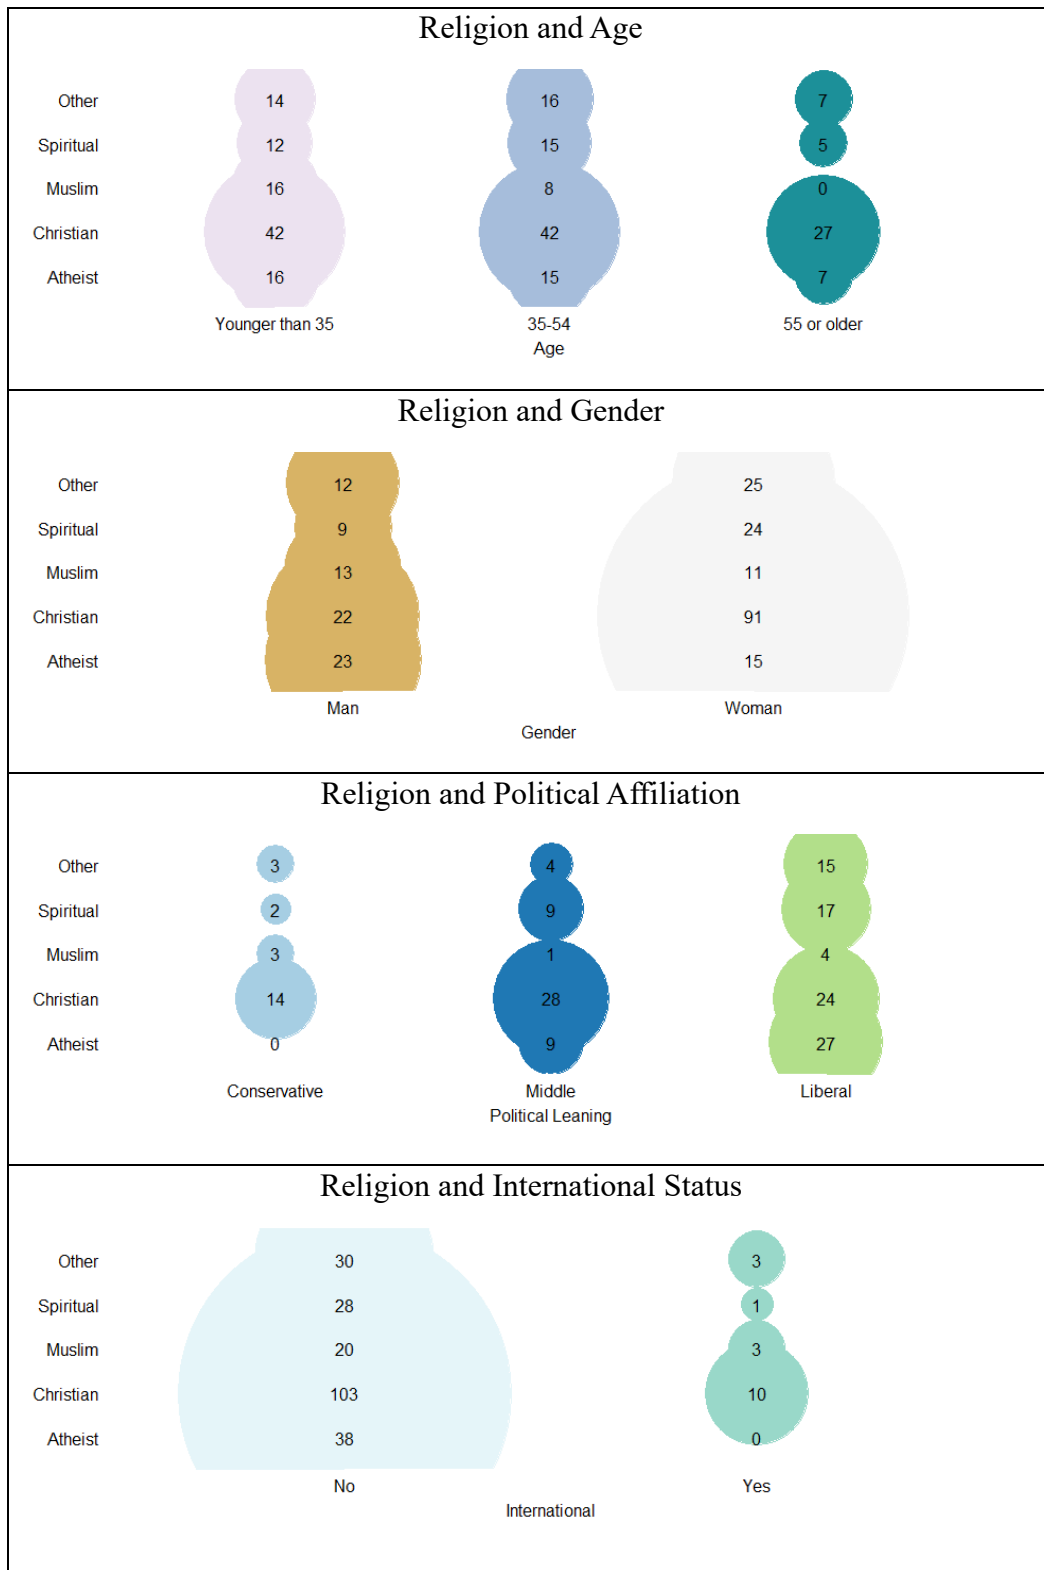 Religion and Age
Other 14 16 7
Spiritual 12 15 5
Muslim 16 8 0
Christian 42 42 27
Atheist 16 15 7
Younger than 35 35-54 55 or older
Age
Religion and Gender
Other 12 25
Spiritual 9 24
Muslim 13 11
Christian 22 91
Atheist 23 15
Man Woman
Gender
Religion and Political Affiliation
Other 3 4 15
Spiritual 2 9 17
Muslim 3 1 4
Christian 14 28 24
Atheist 0 9 27
Conservative Middle Liberal
Political Leaning
Religion and International Status
Other 30 3
Spiritual 28 1
Muslim 20 3
Christian 103 10
Atheist 38 0
No Yes
International